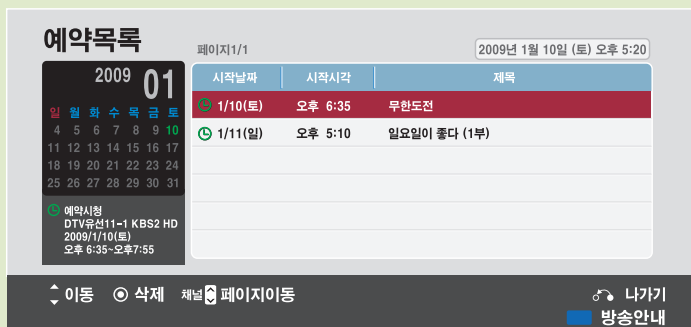 예약목록
페이지1/1
2009년 1월 10일 (토) 오후 5:20
2009 01
일 월 화 수 목 금 토
4 5 6 7 8 9 10
11 12 13 14 15 16 17
18 19 20 21 22 23 24
25 26 27 28 29 30 31
예약시청
DTV유선11-1 KBS2 HD
2009/1/10(토)
오후 6:35~오후7:55
시작날짜 시작시각 제목
1/10(토) 오후 6:35 무한도전
1/11(일) 오후 5:10 일요일이 좋다 (1부)
이동 삭제 채널 페이지이동 나가기
방송안내